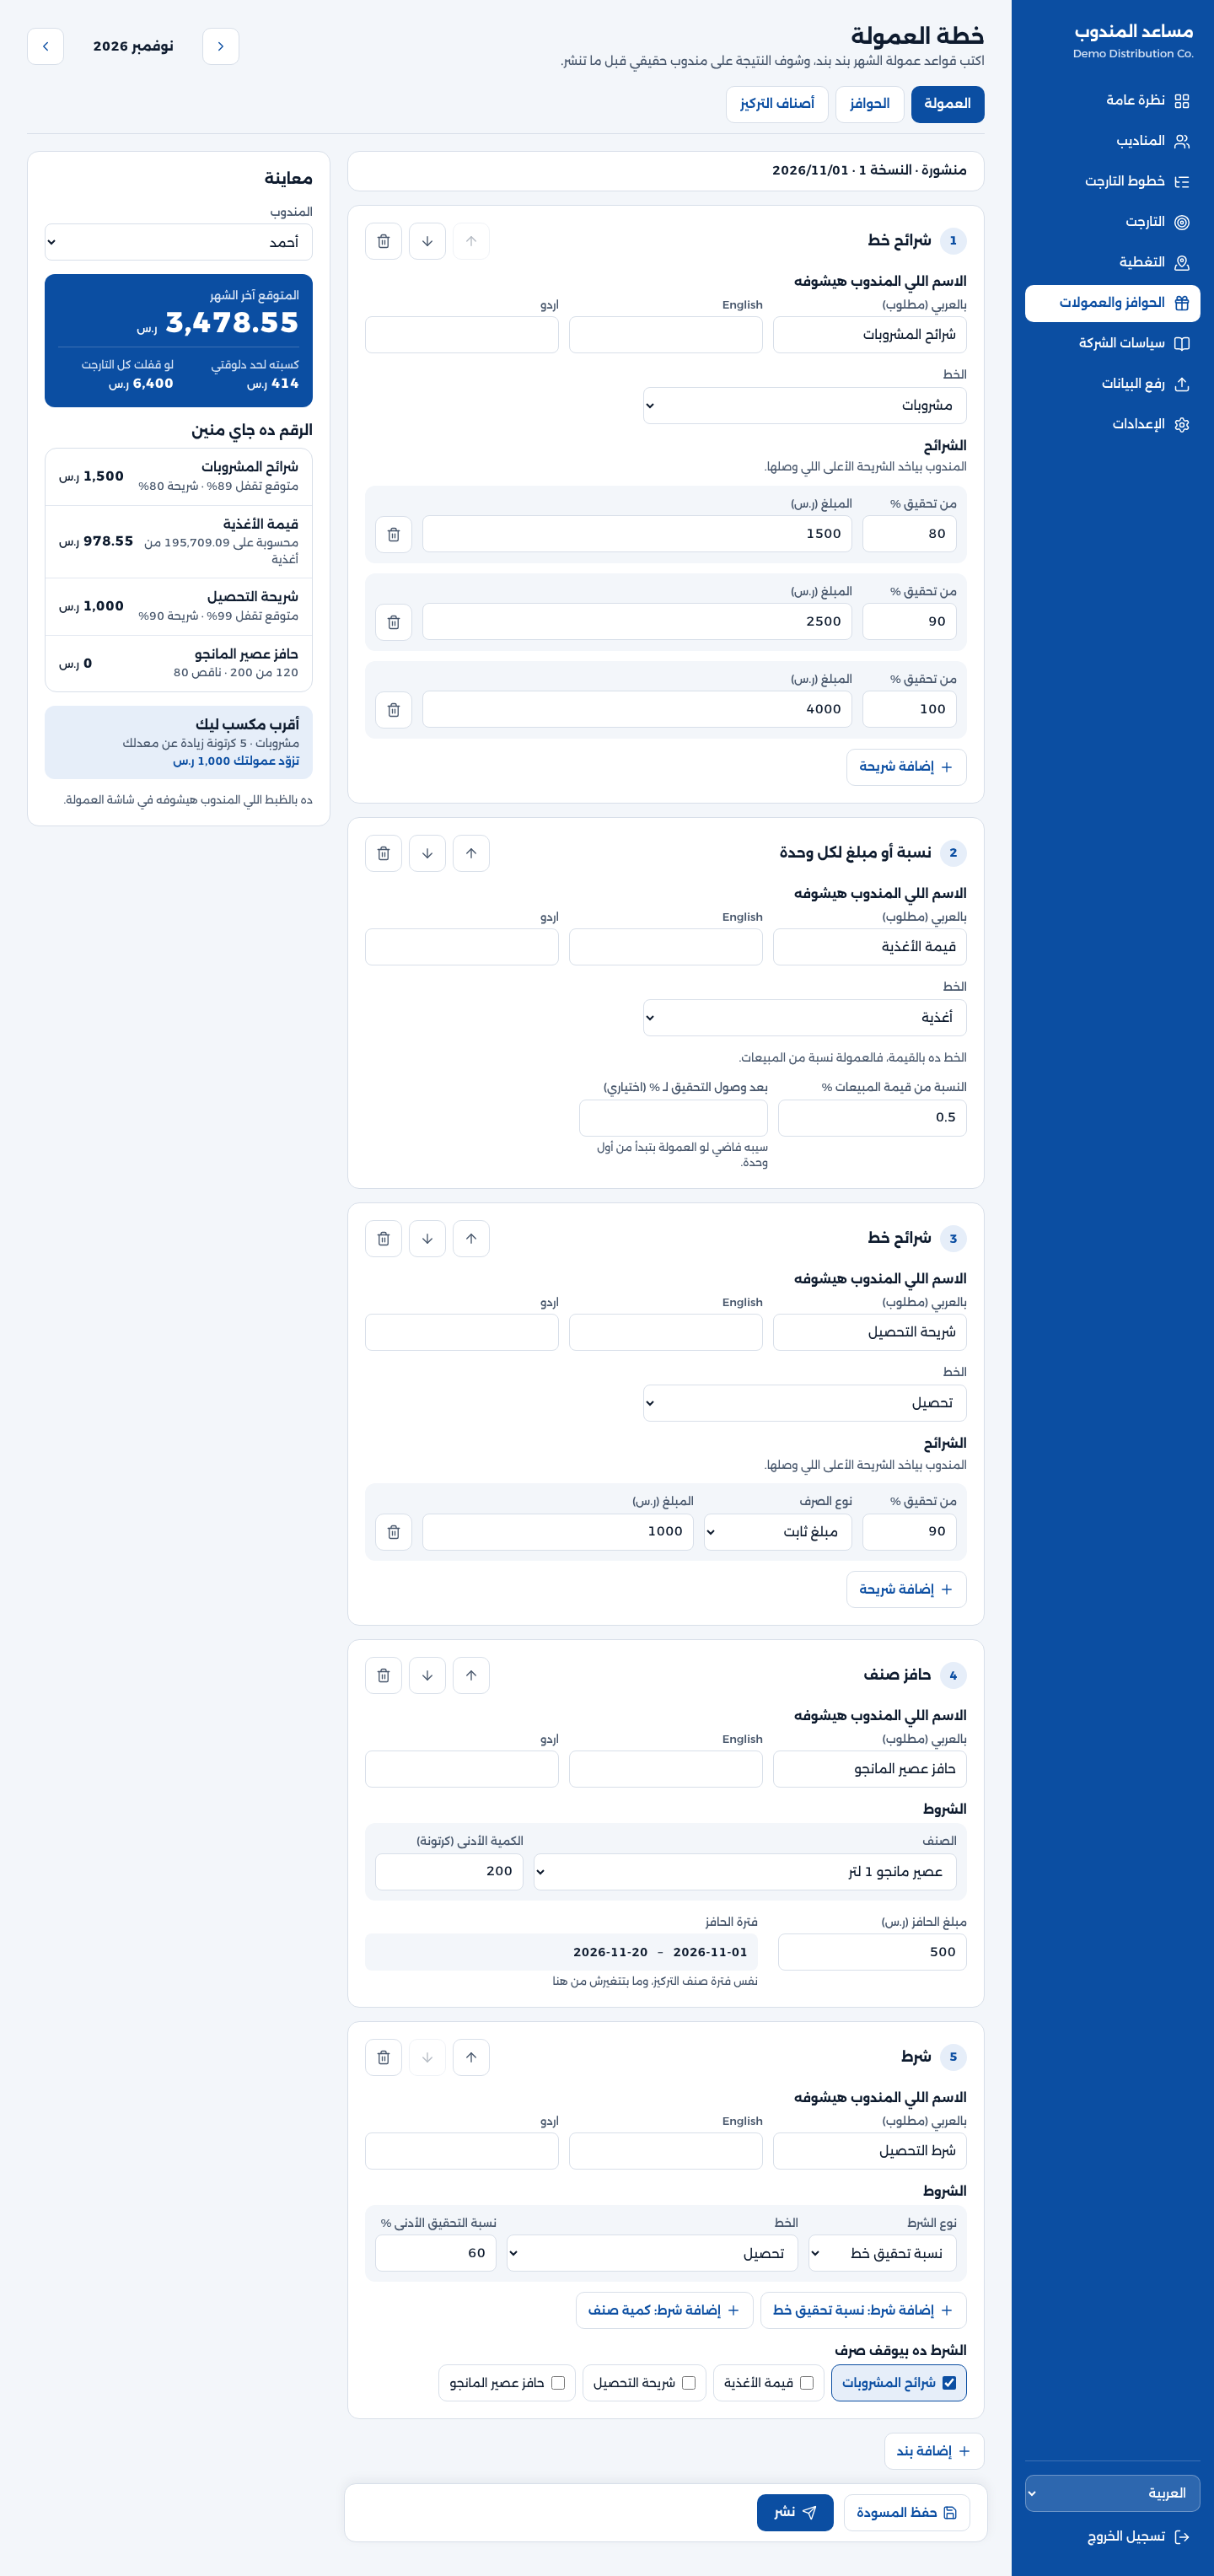 مساعد المندوب
Demo Distribution Co.
نظرة عامة
المناديب
خطوط التارجت
التارجت
التغطية
الحوافز والعمولات
سياسات الشركة
رفع البيانات
الإعدادات
العربية
تسجيل الخروج
خطة العمولة
اكتب قواعد عمولة الشهر بند بند، وشوف النتيجة على مندوب حقيقي قبل ما تنشر.
نوفمبر 2026
العمولة
الحوافز
أصناف التركيز
منشورة · النسخة 1 · 2026/11/01
1
شرائح خط
الاسم اللي المندوب هيشوفه
بالعربي (مطلوب)
English
اردو
شرائح المشروبات
الخط
مشروبات
الشرائح
المندوب بياخد الشريحة الأعلى اللي وصلها.
من تحقيق %
المبلغ (ر.س)
80
1500
من تحقيق %
المبلغ (ر.س)
90
2500
من تحقيق %
المبلغ (ر.س)
100
4000
إضافة شريحة
2
نسبة أو مبلغ لكل وحدة
الاسم اللي المندوب هيشوفه
بالعربي (مطلوب)
English
اردو
قيمة الأغذية
الخط
أغذية
الخط ده بالقيمة، فالعمولة نسبة من المبيعات.
النسبة من قيمة المبيعات %
بعد وصول التحقيق لـ % (اختياري)
0.5
سيبه فاضي لو العمولة بتبدأ من أول
وحدة.
3
شرائح خط
الاسم اللي المندوب هيشوفه
بالعربي (مطلوب)
English
اردو
شريحة التحصيل
الخط
تحصيل
الشرائح
المندوب بياخد الشريحة الأعلى اللي وصلها.
من تحقيق %
نوع الصرف
المبلغ (ر.س)
90
مبلغ ثابت
1000
إضافة شريحة
4
حافز صنف
الاسم اللي المندوب هيشوفه
بالعربي (مطلوب)
English
اردو
حافز عصير المانجو
الشروط
الصنف
الكمية الأدنى (كرتونة)
عصير مانجو 1 لتر
200
مبلغ الحافز (ر.س)
فترة الحافز
500
2026-11-01 – 2026-11-20
نفس فترة صنف التركيز، وما بتتغيرش من هنا
5
شرط
الاسم اللي المندوب هيشوفه
بالعربي (مطلوب)
English
اردو
شرط التحصيل
الشروط
نوع الشرط
الخط
نسبة التحقيق الأدنى %
نسبة تحقيق خط
تحصيل
60
إضافة شرط: نسبة تحقيق خط
إضافة شرط: كمية صنف
الشرط ده بيوقف صرف
شرائح المشروبات
قيمة الأغذية
شريحة التحصيل
حافز عصير المانجو
إضافة بند
حفظ المسودة
نشر
معاينة
المندوب
أحمد
المتوقع آخر الشهر
3,478.55 ر.س
كسبته لحد دلوقتي
لو قفلت كل التارجت
414 ر.س
6,400 ر.س
الرقم ده جاي منين
شرائح المشروبات
متوقع تقفل 89% · شريحة 80%
1,500 ر.س
قيمة الأغذية
محسوبة على 195,709.09 من
أغذية
978.55 ر.س
شريحة التحصيل
متوقع تقفل 99% · شريحة 90%
1,000 ر.س
حافز عصير المانجو
120 من 200 · ناقص 80
0 ر.س
أقرب مكسب ليك
مشروبات · 5 كرتونة زيادة عن معدلك
تزوّد عمولتك 1,000 ر.س
ده بالظبط اللي المندوب هيشوفه في شاشة العمولة.